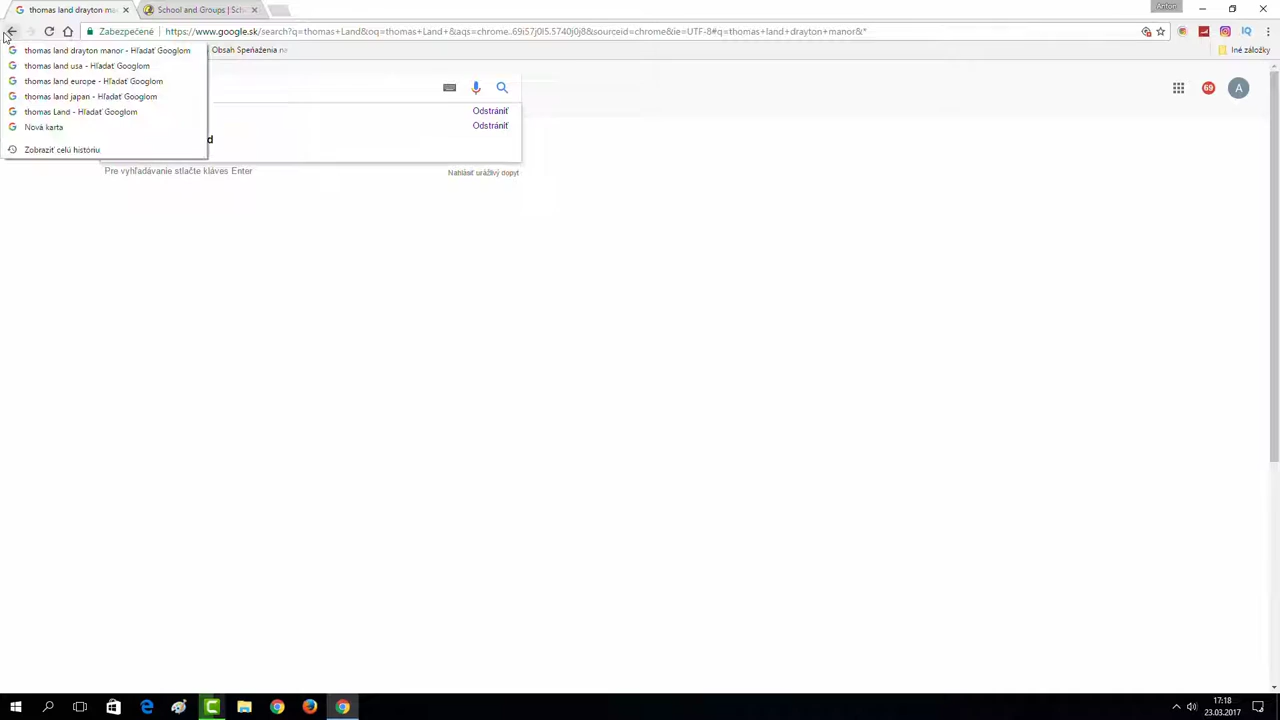 thomas land drayton ma
School and Groups | Sch
Anton
Zabezpečené
https://www.google.sk/search?q=thomas+Land&oq=thomas+Land+&aqs=chrome..69i57j0l5.5740j0j8&sourceid=chrome&ie=UTF-8#q=thomas+land+drayton+manor&*
thomas land drayton manor - Hľadať Googlom
Obsah Speňaženia na
Iné záložky
thomas land usa - Hľadať Googlom
thomas land europe - Hľadať Googlom
thomas land japan - Hľadať Googlom
thomas Land - Hľadať Googlom
Nová karta
Zobraziť celú históriu
69
A
Odstrániť
Odstrániť
d
Pre vyhľadávanie stlačte kláves Enter
Nahlásiť urážlivý dopyt
17:18
23.03.2017